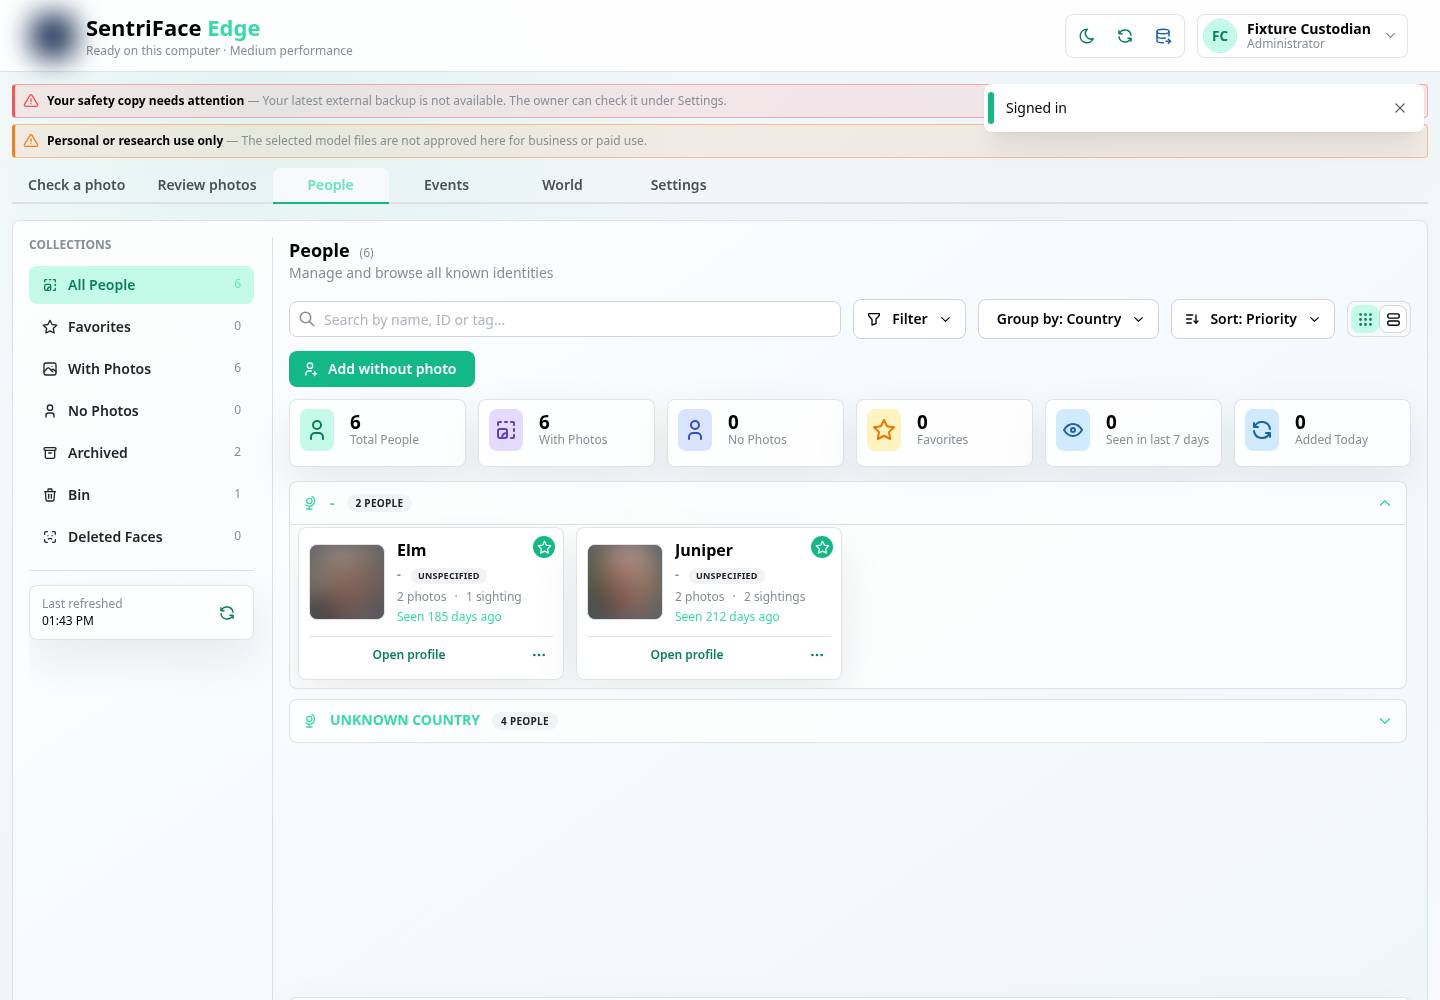 SentriFace Edge
Ready on this computer · Medium performance
FC
Fixture Custodian
Administrator
Your safety copy needs attention — Your latest external backup is not available. The owner can check it under Settings.
Signed in
Personal or research use only — The selected model files are not approved here for business or paid use.
Check a photo
Review photos
People
Events
World
Settings
COLLECTIONS
All People 6
Favorites 0
With Photos 6
No Photos 0
Archived 2
Bin 1
Deleted Faces 0
Last refreshed
01:43 PM
People (6)
Manage and browse all known identities
Search by name, ID or tag...
Filter
Group by: Country
Sort: Priority
Add without photo
6
Total People
6
With Photos
0
No Photos
0
Favorites
0
Seen in last 7 days
0
Added Today
- 2 PEOPLE
Elm
- UNSPECIFIED
2 photos · 1 sighting
Seen 185 days ago
Open profile
Juniper
- UNSPECIFIED
2 photos · 2 sightings
Seen 212 days ago
Open profile
UNKNOWN COUNTRY 4 PEOPLE